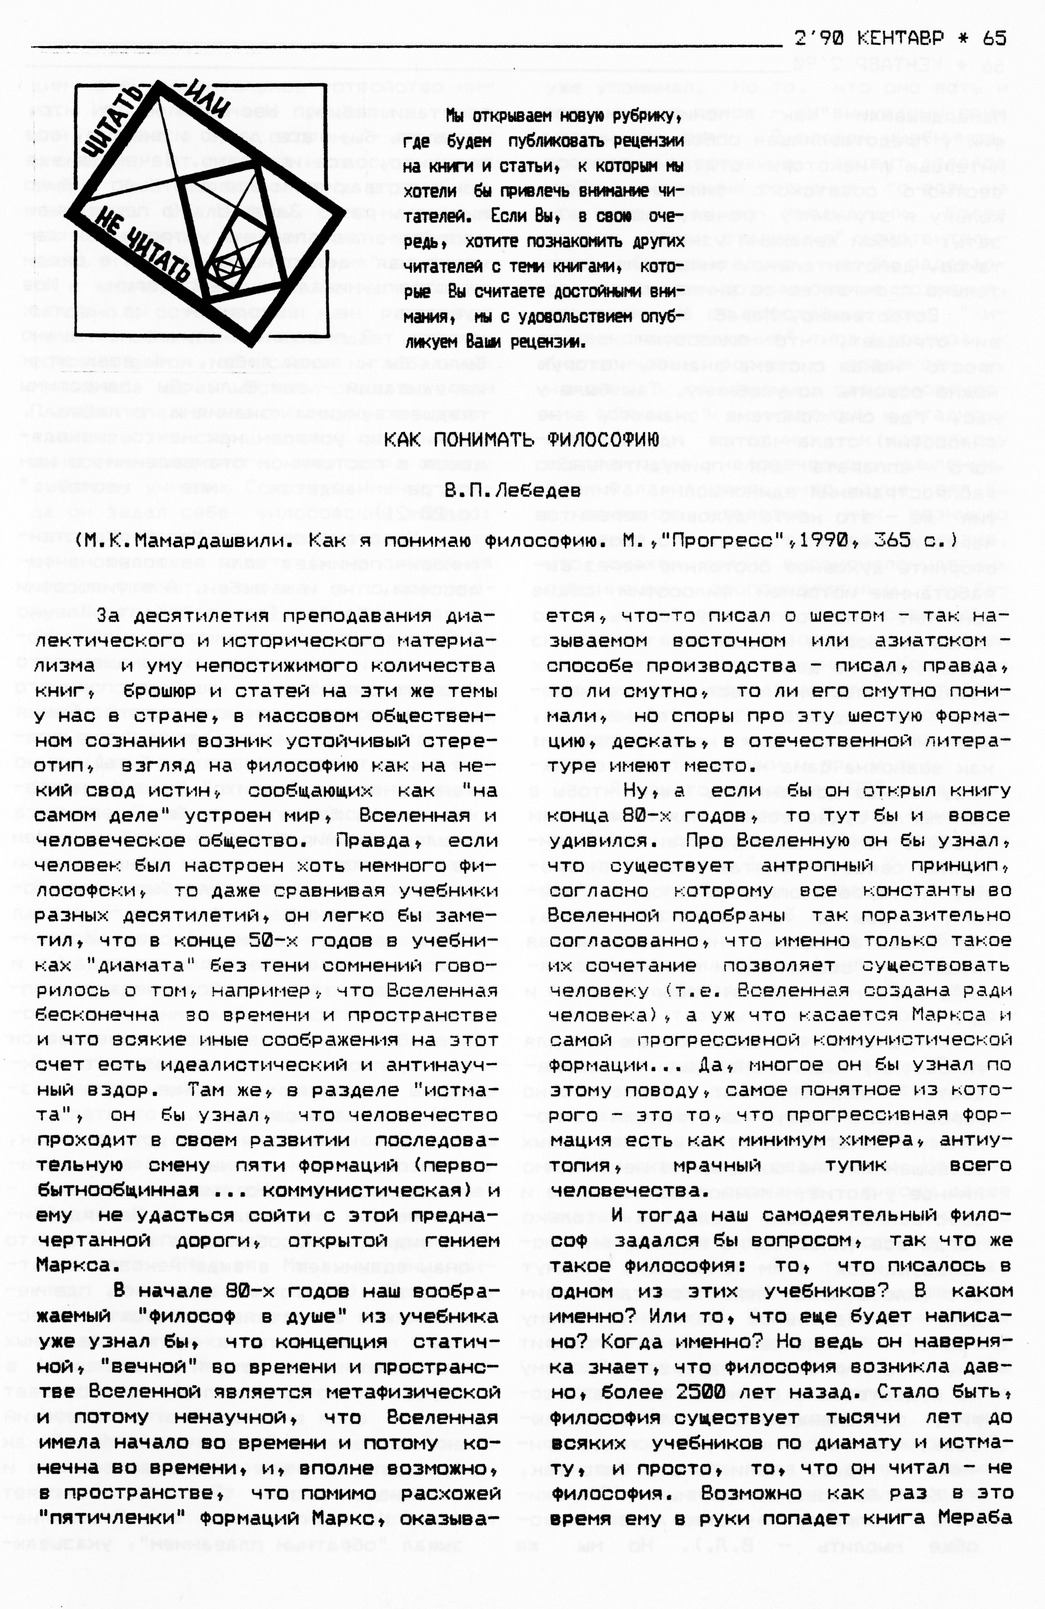 2'90 КЕНТАВР * 65
ЧИТАТЬ ИЛИ
НЕ ЧИТАТЬ
Мы открываем новую рубрику,
где будем публиковать рецензии
на книги и статьи, к которым мы
хотели бы привлечь внимание чи-
тателей. Если Вы, в свою оче-
редь, хотите познакомить других
читателей с теми книгами, кото-
рые Вы считаете достойными вни-
мания, мы с удовольствием опуб-
ликуем Ваши рецензии.
КАК ПОНИМАТЬ ФИЛОСОФИЮ
В.П.Лебедев
(М.К.Мамардашвили. Как я понимаю философию. М.,"Прогресс",1990, 365 с.)
За десятилетия преподавания диа-
лектического и исторического материа-
лизма и уму непостижимого количества
книг, брошюр и статей на эти же темы
у нас в стране, в массовом обществен-
ном сознании возник устойчивый стере-
отип, взгляд на философию как на не-
кий свод истин, сообщающих как "на
самом деле" устроен мир, Вселенная и
человеческое общество. Правда, если
человек был настроен хоть немного фи-
лософски, то даже сравнивая учебники
разных десятилетий, он легко бы заме-
тил, что в конце 50-х годов в учебни-
ках "диамата" без тени сомнений гово-
рилось о том, например, что Вселенная
бесконечна во времени и пространстве
и что всякие иные соображения на этот
счет есть идеалистический и антинауч-
ный вздор. Там же, в разделе "истма-
та", он бы узнал, что человечество
проходит в своем развитии последова-
тельную смену пяти формаций (перво-
бытнообщинная ... коммунистическая) и
ему не удасться сойти с этой предна-
чертанной дороги, открытой гением
Маркса.
В начале 80-х годов наш вообра-
жаемый "философ в душе" из учебника
уже узнал бы, что концепция статич-
ной, "вечной" во времени и пространс-
тве Вселенной является метафизической
и потому ненаучной, что Вселенная
имела начало во времени и потому ко-
нечна во времени, и, вполне возможно,
в пространстве, что помимо расхожей
"пятичленки" формаций Маркс, оказыва-
ется, что-то писал о шестом - так на-
зываемом восточном или азиатском -
способе производства - писал, правда,
то ли смутно, то ли его смутно пони-
мали, но споры про эту шестую форма-
цию, дескать, в отечественной литера-
туре имеют место.
Ну, а если бы он открыл книгу
конца 80-х годов, то тут бы и вовсе
удивился. Про Вселенную он бы узнал,
что существует антропный принцип,
согласно которому все константы во
Вселенной подобраны так поразительно
согласованно, что именно только такое
их сочетание позволяет существовать
человеку (т.е. Вселенная создана ради
человека), а уж что касается Маркса и
самой прогрессивной коммунистической
формации... Да, многое он бы узнал по
этому поводу, самое понятное из кото-
рого - это то, что прогрессивная фор-
мация есть как минимум химера, антиу-
топия, мрачный тупик всего
человечества.
И тогда наш самодеятельный фило-
соф задался бы вопросом, так что же
такое философия: то, что писалось в
одном из этих учебников? В каком
именно? Или то, что еще будет написа-
но? Когда именно? Но ведь он наверня-
ка знает, что философия возникла дав-
но, более 2500 лет назад. Стало быть,
философия существует тысячи лет до
всяких учебников по диамату и истма-
ту, и просто, то, что он читал - не
философия. Возможно как раз в это
время ему в руки попадет книга Мераба